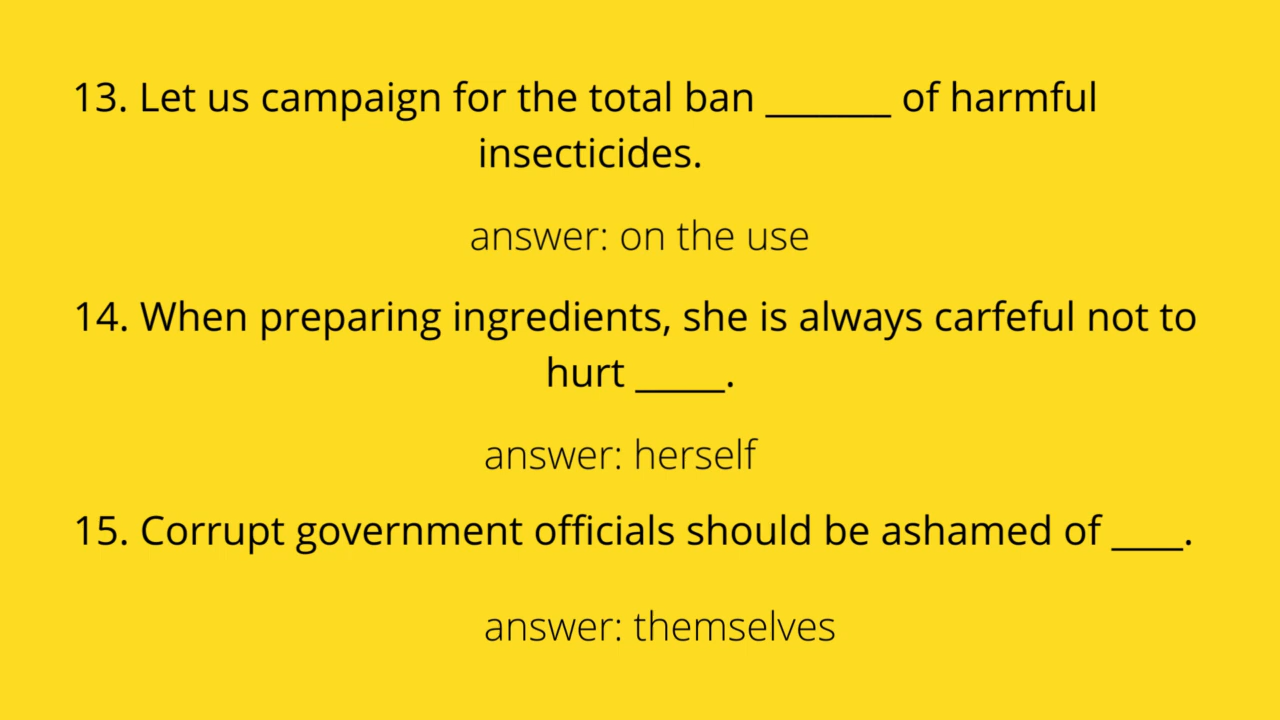 13. Let us campaign for the total ban _______ of harmful
insecticides.
answer: on the use
14. When preparing ingredients, she is always carfeful not to
hurt _____.
answer: herself
15. Corrupt government officials should be ashamed of ____.
answer: themselves